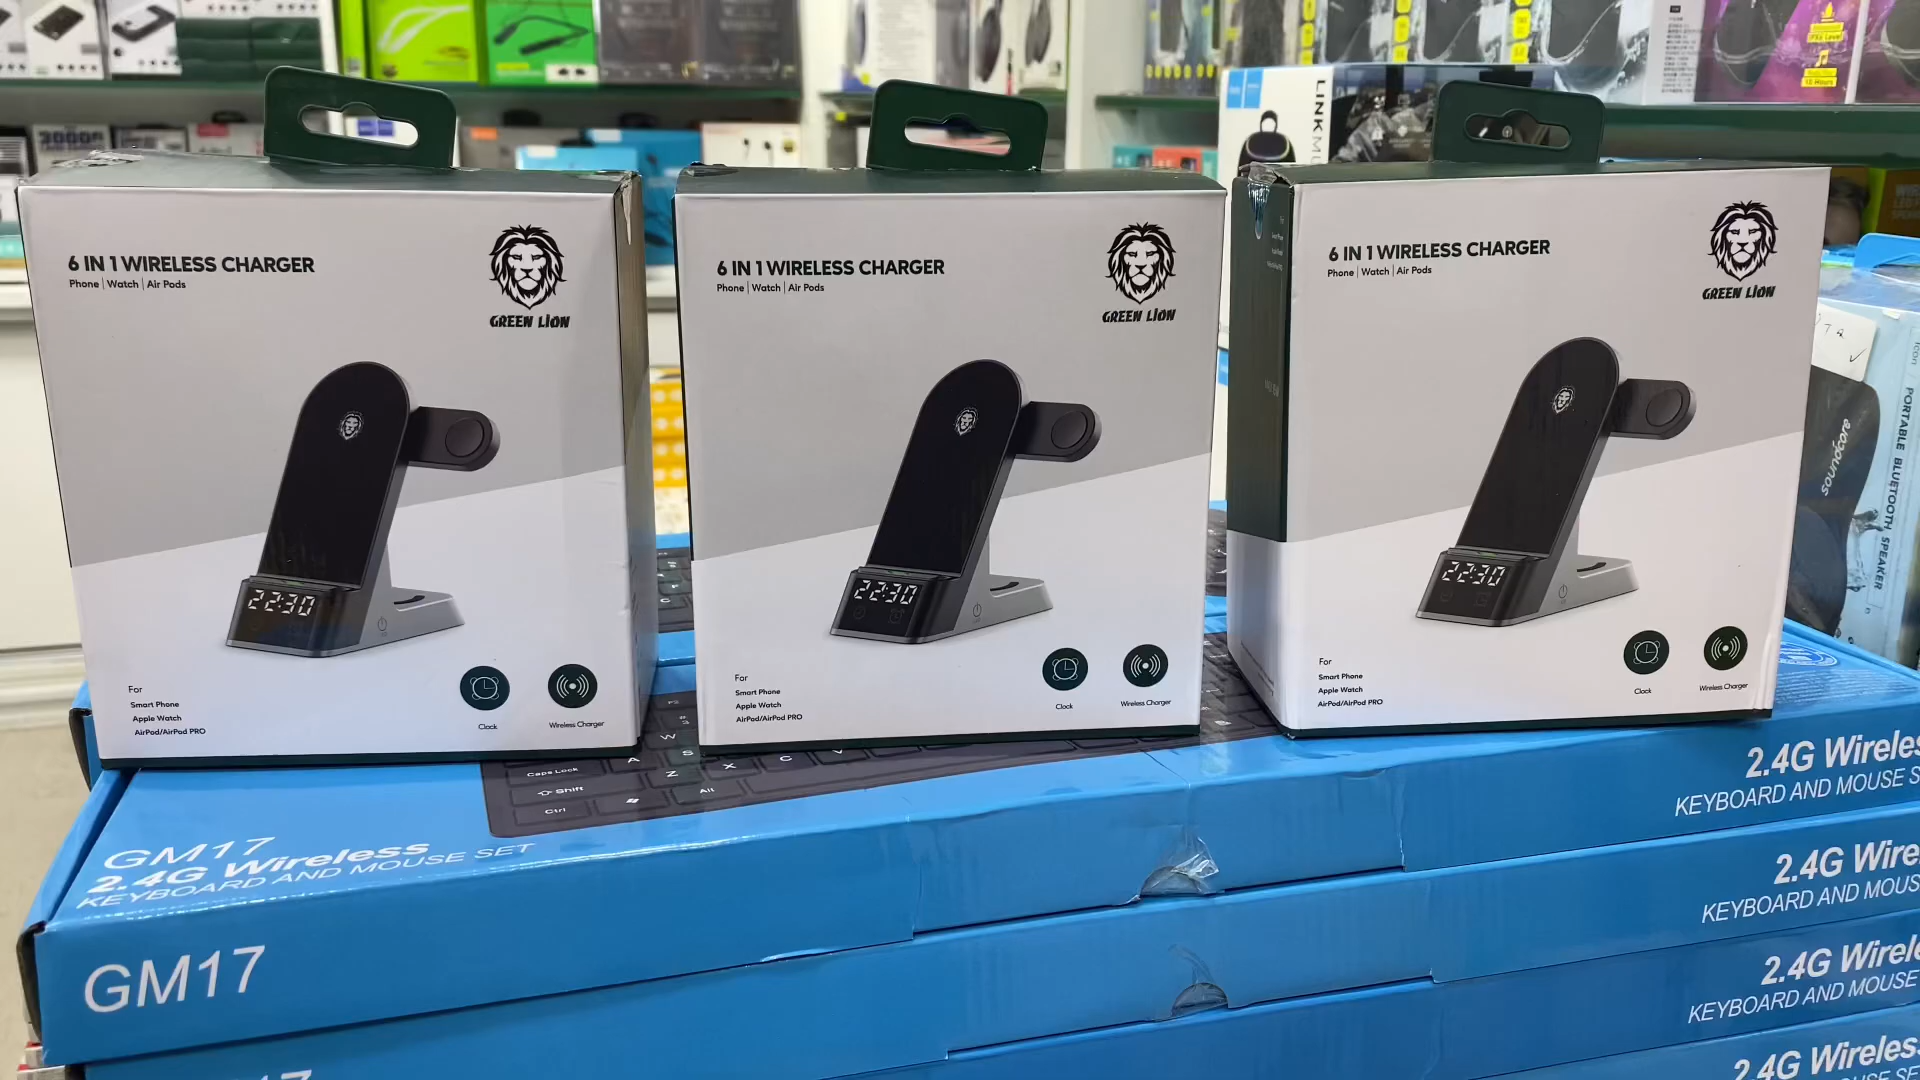 6 IN 1 WIRELESS CHARGER
Phone | Watch | Air Pods
GREEN LION
22:30
For
Smart Phone
Apple Watch
AirPod/AirPod PRO
Clock
Wireless Charger
6 IN 1 WIRELESS CHARGER
Phone | Watch | Air Pods
GREEN LION
22:30
For
Smart Phone
Apple Watch
AirPod/AirPod PRO
Clock
Wireless Charger
6 IN 1 WIRELESS CHARGER
Phone | Watch | Air Pods
GREEN LION
22:30
For
Smart Phone
Apple Watch
AirPod/AirPod PRO
Clock
Wireless Charger
soundcore
PORTABLE BLUETOOTH SPEAKER
Caps Lock
A
S
W
Shift
Z
X
C
V
Ctrl
Alt
GM17
2.4G Wireless
KEYBOARD AND MOUSE SET
GM17
2.4G Wireles
KEYBOARD AND MOUSE S
2.4G Wire
KEYBOARD AND MOUS
2.4G Wirel
KEYBOARD AND MOUSE
2.4G Wireles